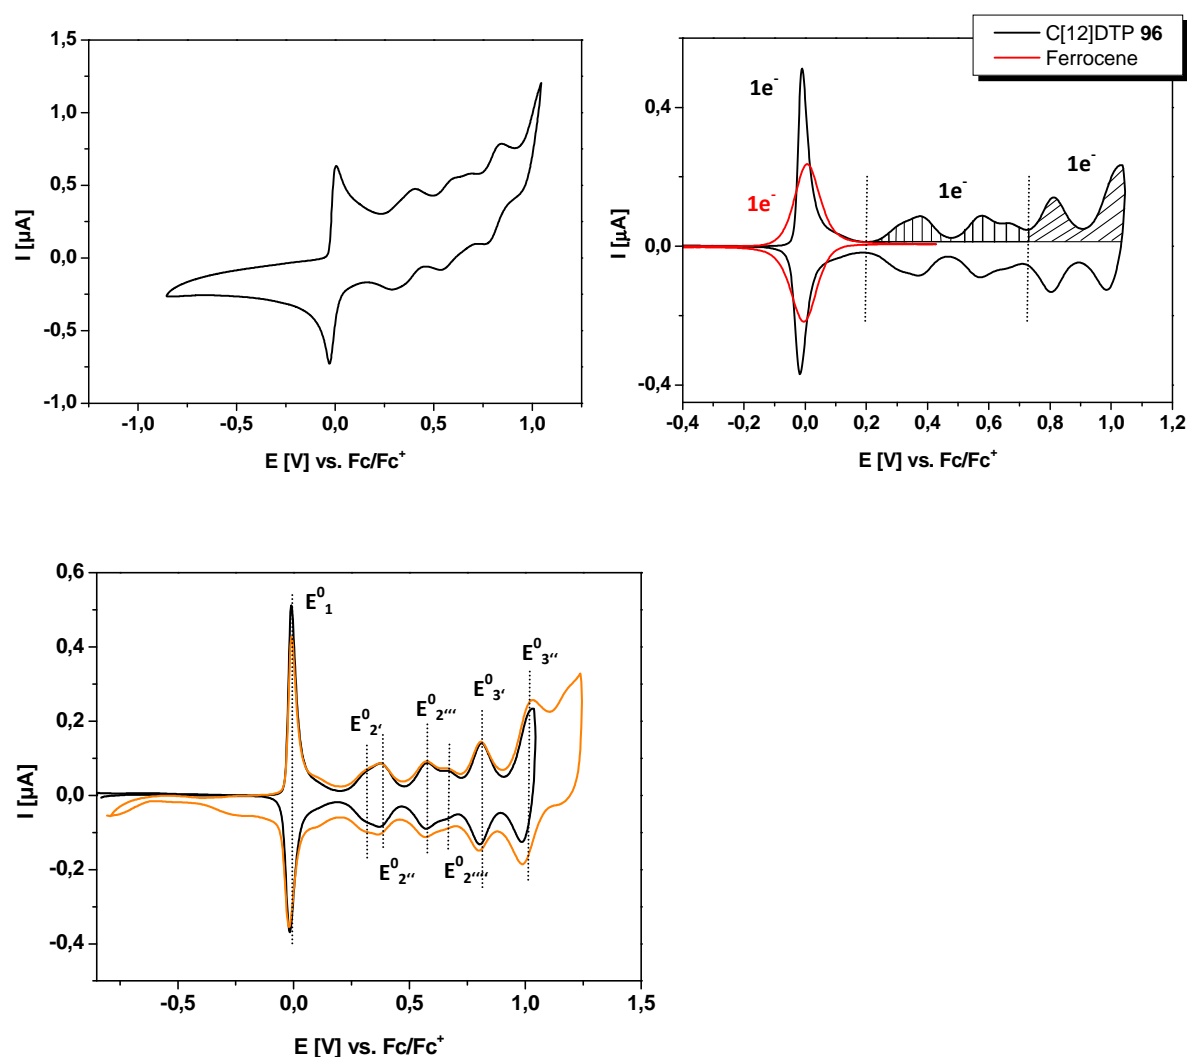 1,5
1,0
0,5
0,0
-0,5
-1,0
I [µA]
-1,0 -0,5 0,0 0,5 1,0
E [V] vs. Fc/Fc⁺
C[12]DTP 96
Ferrocene
0,4
0,0
-0,4
I [µA]
1e⁻
1e⁻
1e⁻
1e⁻
-0,4 -0,2 0,0 0,2 0,4 0,6 0,8 1,0 1,2
E [V] vs. Fc/Fc⁺
0,6
0,4
0,2
0,0
-0,2
-0,4
I [µA]
E⁰₁
E⁰₂‘
E⁰₂‘‘‘
E⁰₃‘
E⁰₃‘‘
E⁰₂‘‘
E⁰₂‘‘‘‘
-0,5 0,0 0,5 1,0 1,5
E [V] vs. Fc/Fc⁺